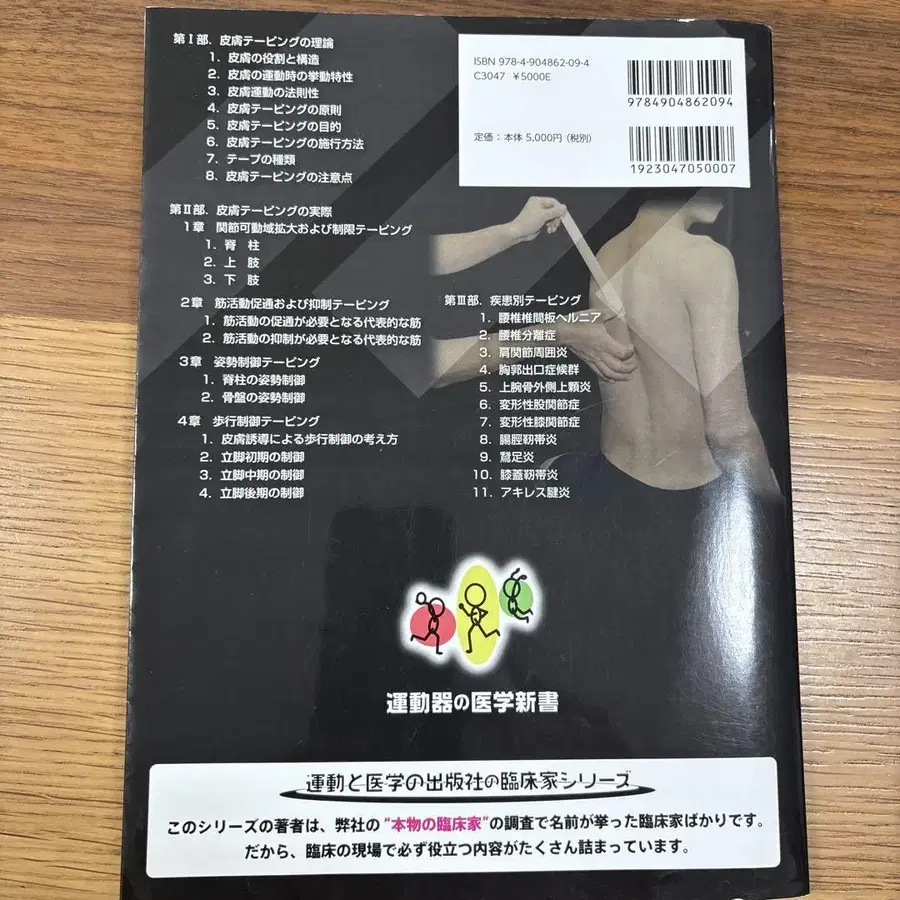 第Ⅰ部. 皮膚テーピングの理論
1. 皮膚の役割と構造
2. 皮膚の運動時の挙動特性
3. 皮膚運動の法則性
4. 皮膚テーピングの原則
5. 皮膚テーピングの目的
6. 皮膚テーピングの施行方法
7. テープの種類
8. 皮膚テーピングの注意点
ISBN 978-4-904862-09-4
C3047 ¥5000E
定価:本体 5,000円(税別)
9784904862094
1923047050007
第Ⅱ部. 皮膚テーピングの実際
1章 関節可動域拡大および制限テーピング
1. 脊 柱
2. 上 肢
3. 下 肢
2章 筋活動促通および抑制テーピング
1. 筋活動の促通が必要となる代表的な筋
2. 筋活動の抑制が必要となる代表的な筋
3章 姿勢制御テーピング
1. 脊柱の姿勢制御
2. 骨盤の姿勢制御
4章 歩行制御テーピング
1. 皮膚誘導による歩行制御の考え方
2. 立脚初期の制御
3. 立脚中期の制御
4. 立脚後期の制御
第Ⅲ部. 疾患別テーピング
1. 腰椎椎間板ヘルニア
2. 腰椎分離症
3. 肩関節周囲炎
4. 胸郭出口症候群
5. 上腕骨外側上顆炎
6. 変形性股関節症
7. 変形性膝関節症
8. 腸脛靭帯炎
9. 鵞足炎
10. 膝蓋靭帯炎
11. アキレス腱炎
運動器の医学新書
運動と医学の出版社の臨床家シリーズ
このシリーズの著者は、弊社の“本物の臨床家”の調査で名前が挙った臨床家ばかりです。
だから、臨床の現場で必ず役立つ内容がたくさん詰まっています。